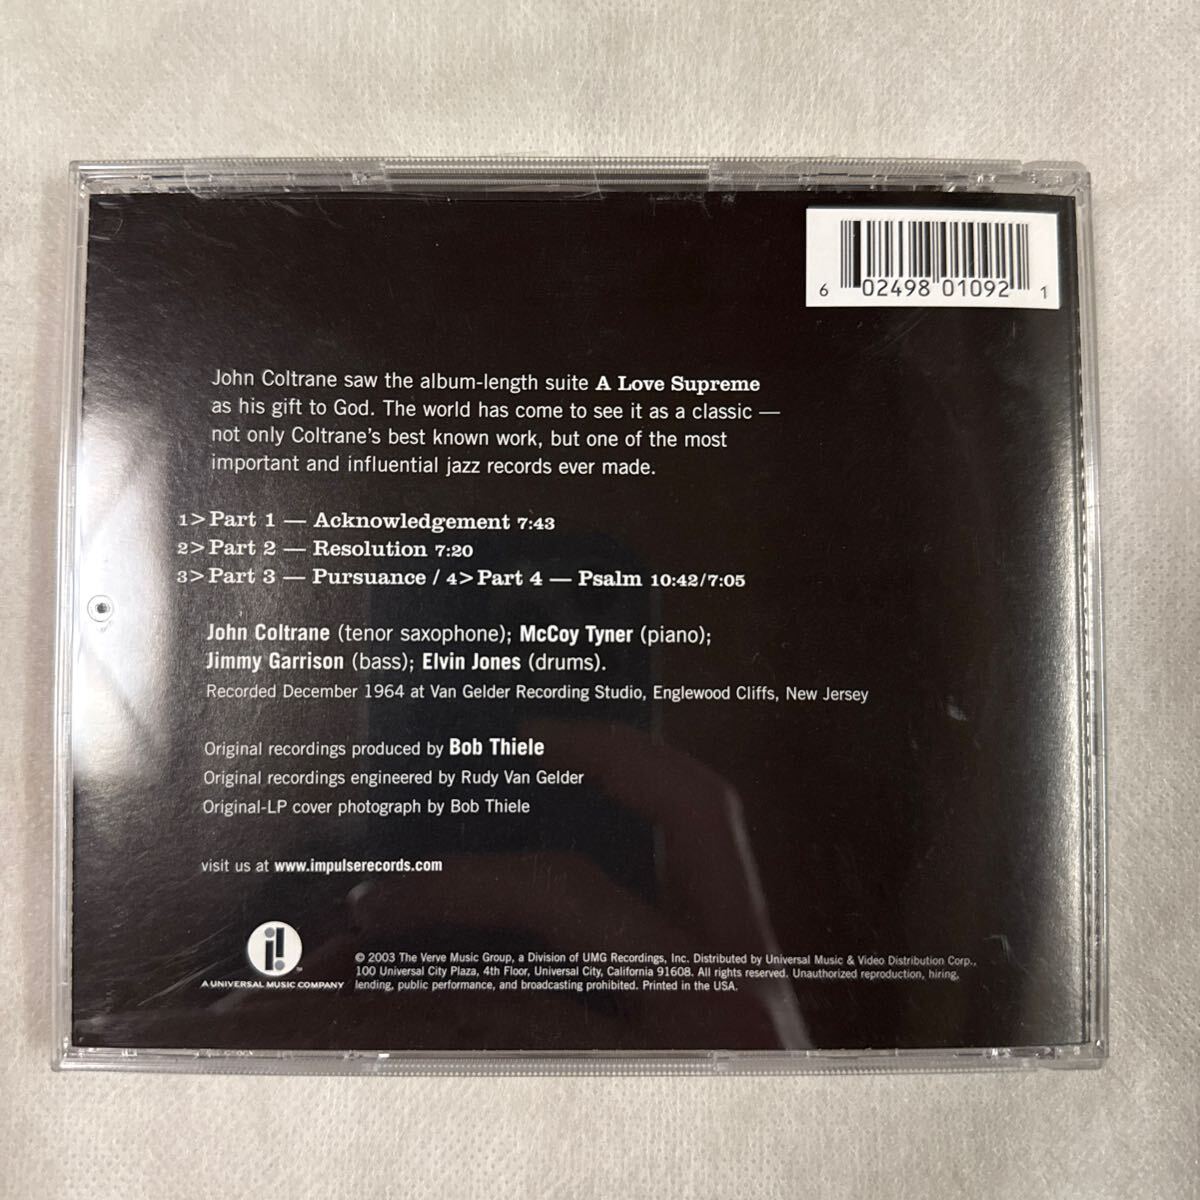 6 02498 01092 1
John Coltrane saw the album-length suite A Love Supreme
as his gift to God. The world has come to see it as a classic —
not only Coltrane's best known work, but one of the most
important and influential jazz records ever made.
1>Part 1 — Acknowledgement 7:43
2>Part 2 — Resolution 7:20
3>Part 3 — Pursuance / 4>Part 4 — Psalm 10:42/7:05
John Coltrane (tenor saxophone); McCoy Tyner (piano);
Jimmy Garrison (bass); Elvin Jones (drums).
Recorded December 1964 at Van Gelder Recording Studio, Englewood Cliffs, New Jersey
Original recordings produced by Bob Thiele
Original recordings engineered by Rudy Van Gelder
Original-LP cover photograph by Bob Thiele
visit us at www.impulserecords.com
i!™
A UNIVERSAL MUSIC COMPANY
© 2003 The Verve Music Group, a Division of UMG Recordings, Inc. Distributed by Universal Music & Video Distribution Corp.,
100 Universal City Plaza, 4th Floor, Universal City, California 91608. All rights reserved. Unauthorized reproduction, hiring,
lending, public performance, and broadcasting prohibited. Printed in the USA.